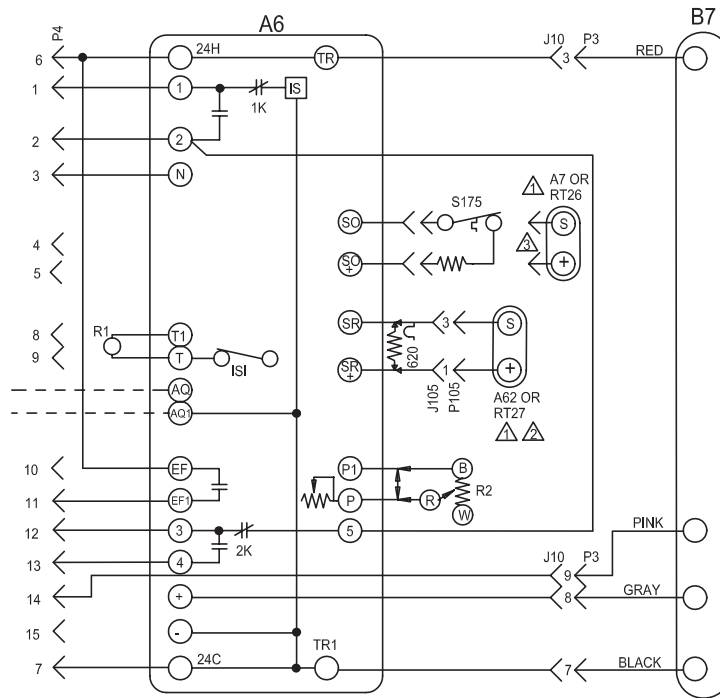 A6
B7
P4
J10 P3
6 24H TR 3 RED
1 1 1K IS
2 2
3 N
S175
A7 OR
RT26
1
SO S
4
3
5 SO
+ +
SR 3 S
8 R1 T1
9 T ISI
620
SR
+ 1 +
J105 P105
AQ
AQ1
A62 OR
RT27
1 2
10 EF P1 B
11 EF1 P R R2
W
12 3 5 PINK
2K
13 4
J10 P3
9
14 + 8 GRAY
15 -
TR1
7 24C 7 BLACK